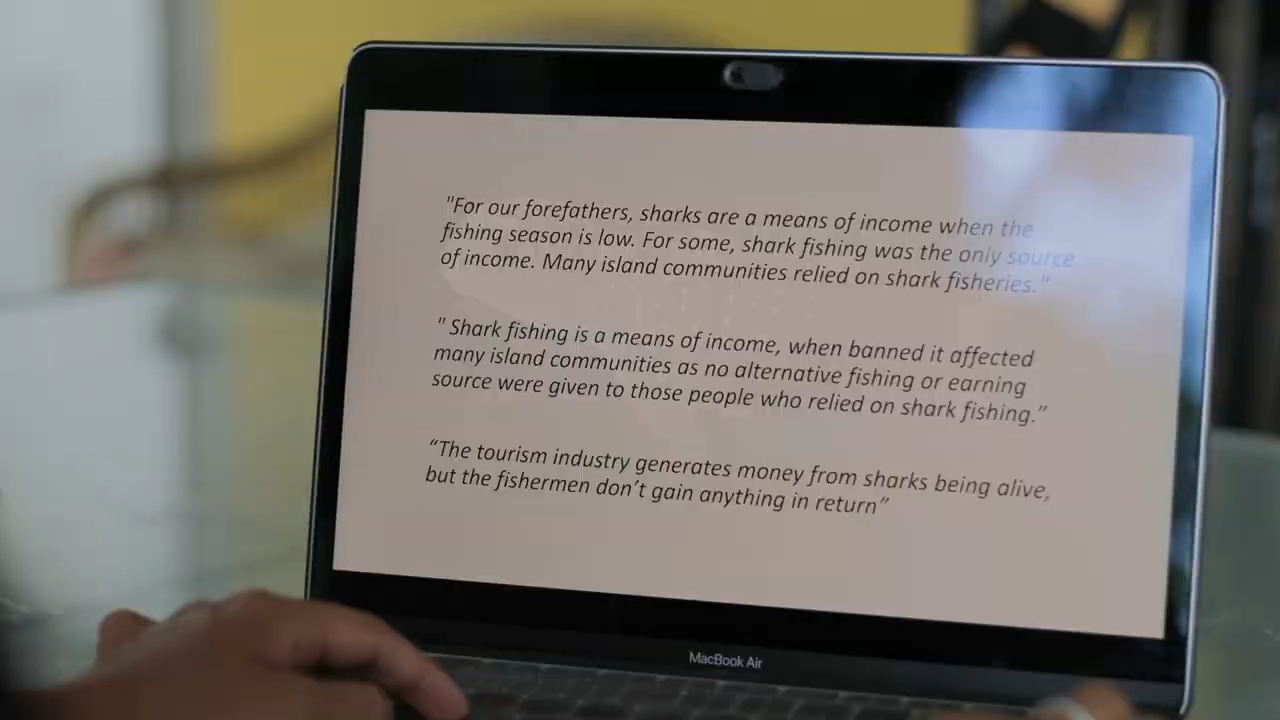 "For our forefathers, sharks are a means of income when the
fishing season is low. For some, shark fishing was the only source
of income. Many island communities relied on shark fisheries."
" Shark fishing is a means of income, when banned it affected
many island communities as no alternative fishing or earning
source were given to those people who relied on shark fishing.”
“The tourism industry generates money from sharks being alive,
but the fishermen don’t gain anything in return”
MacBook Air